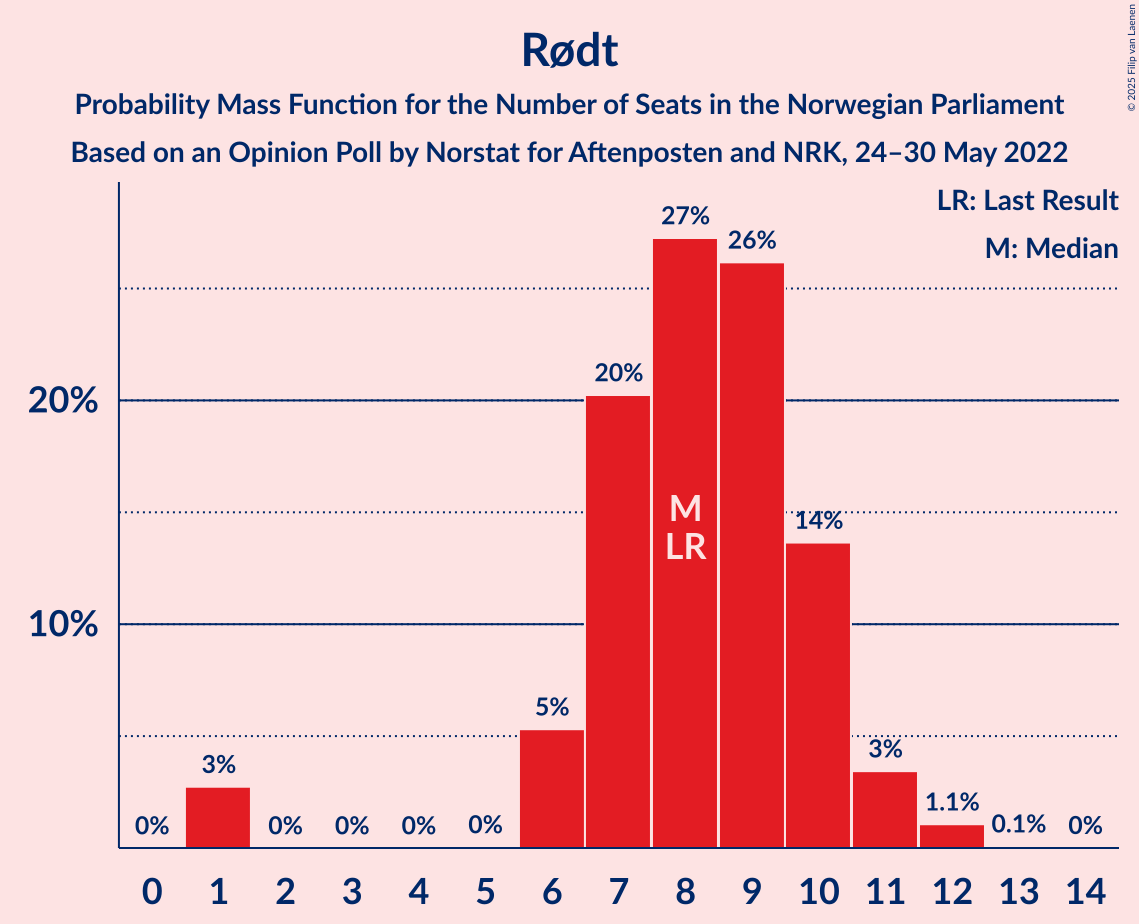 © 2025 Filip van Laenen
Rødt
Probability Mass Function for the Number of Seats in the Norwegian Parliament
Based on an Opinion Poll by Norstat for Aftenposten and NRK, 24–30 May 2022
LR: Last Result
M: Median
27%
26%
20%
20%
M
LR
14%
10%
5%
3%
3%
1.1%
0% 0% 0% 0% 0% 0.1% 0%
0 1 2 3 4 5 6 7 8 9 10 11 12 13 14